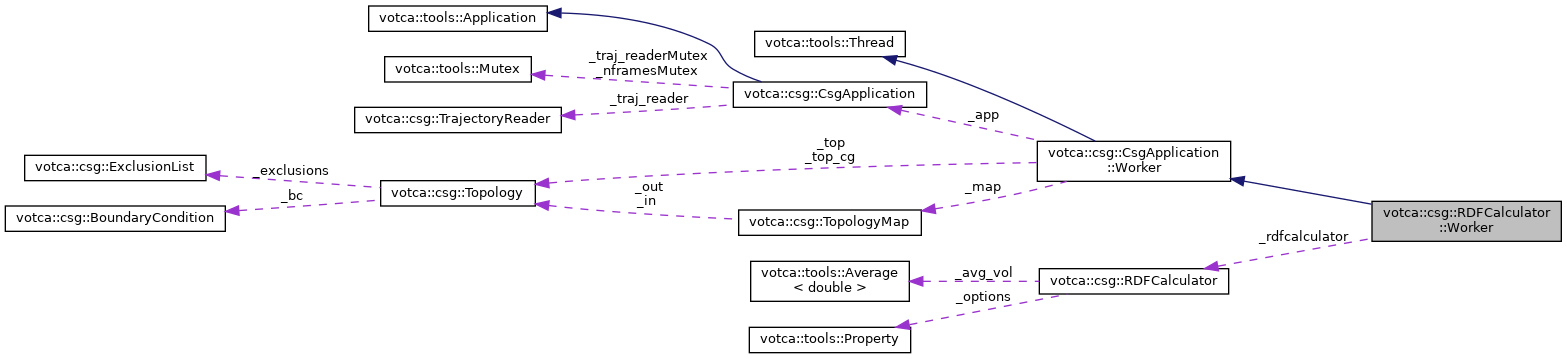 votca::tools::Application
votca::tools::Thread
_traj_readerMutex
_nframesMutex
votca::tools::Mutex
votca::csg::CsgApplication
_traj_reader
votca::csg::TrajectoryReader
_app
_top
_top_cg
votca::csg::CsgApplication
::Worker
votca::csg::ExclusionList
_exclusions
_bc
votca::csg::Topology
_out
_in
_map
votca::csg::BoundaryCondition
votca::csg::TopologyMap
votca::csg::RDFCalculator
::Worker
_rdfcalculator
votca::tools::Average
< double >
_avg_vol
_options
votca::csg::RDFCalculator
votca::tools::Property